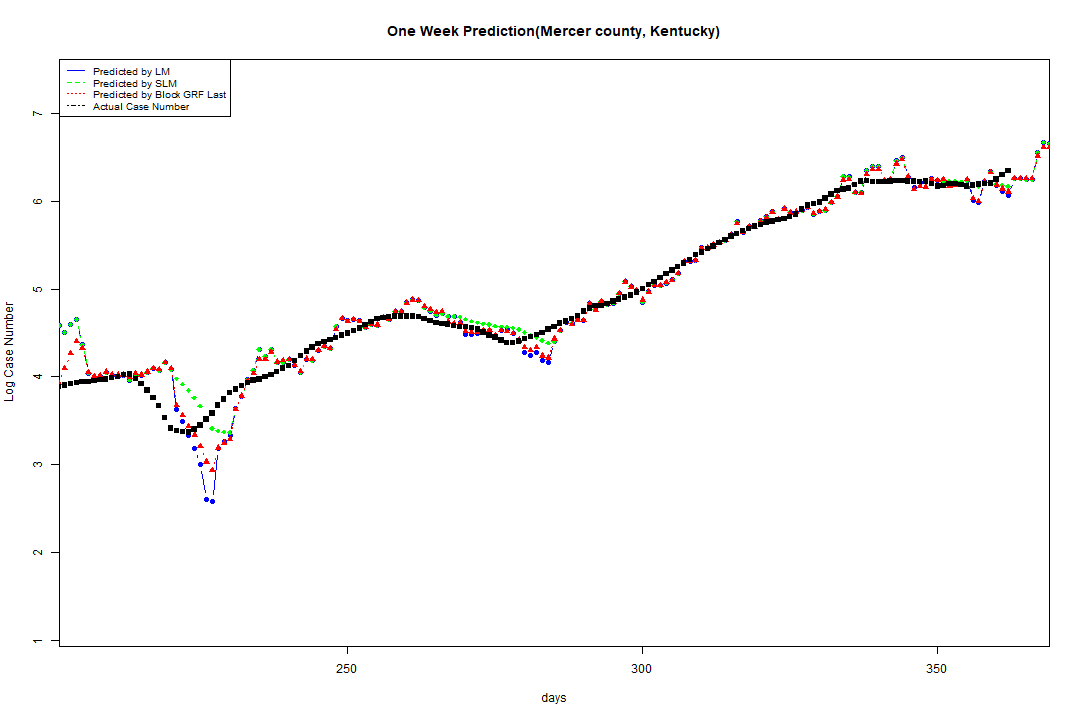 One Week Prediction(Mercer county, Kentucky)
Predicted by LM
Predicted by SLM
Predicted by Block GRF Last
Actual Case Number
7
6
5
4
3
2
1
Log Case Number
250 300 350
days